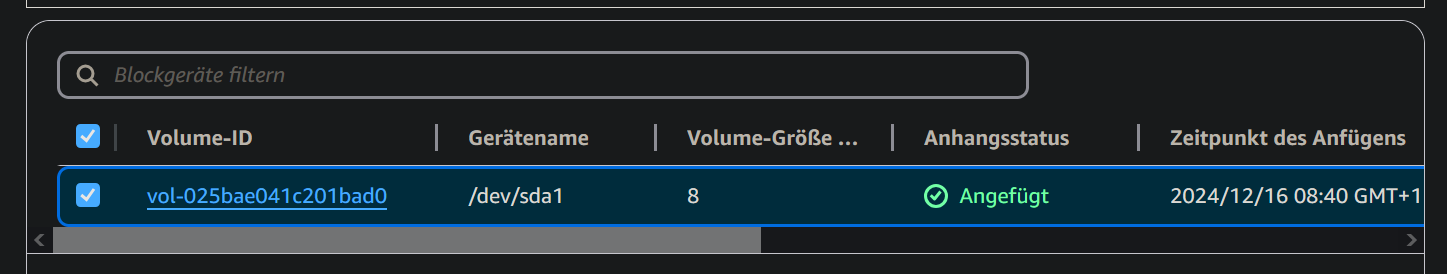 Blockgeräte filtern
Volume-ID Gerätename Volume-Größe ... Anhangsstatus Zeitpunkt des Anfügens
vol-025bae041c201bad0 /dev/sda1 8 Angefügt 2024/12/16 08:40 GMT+1